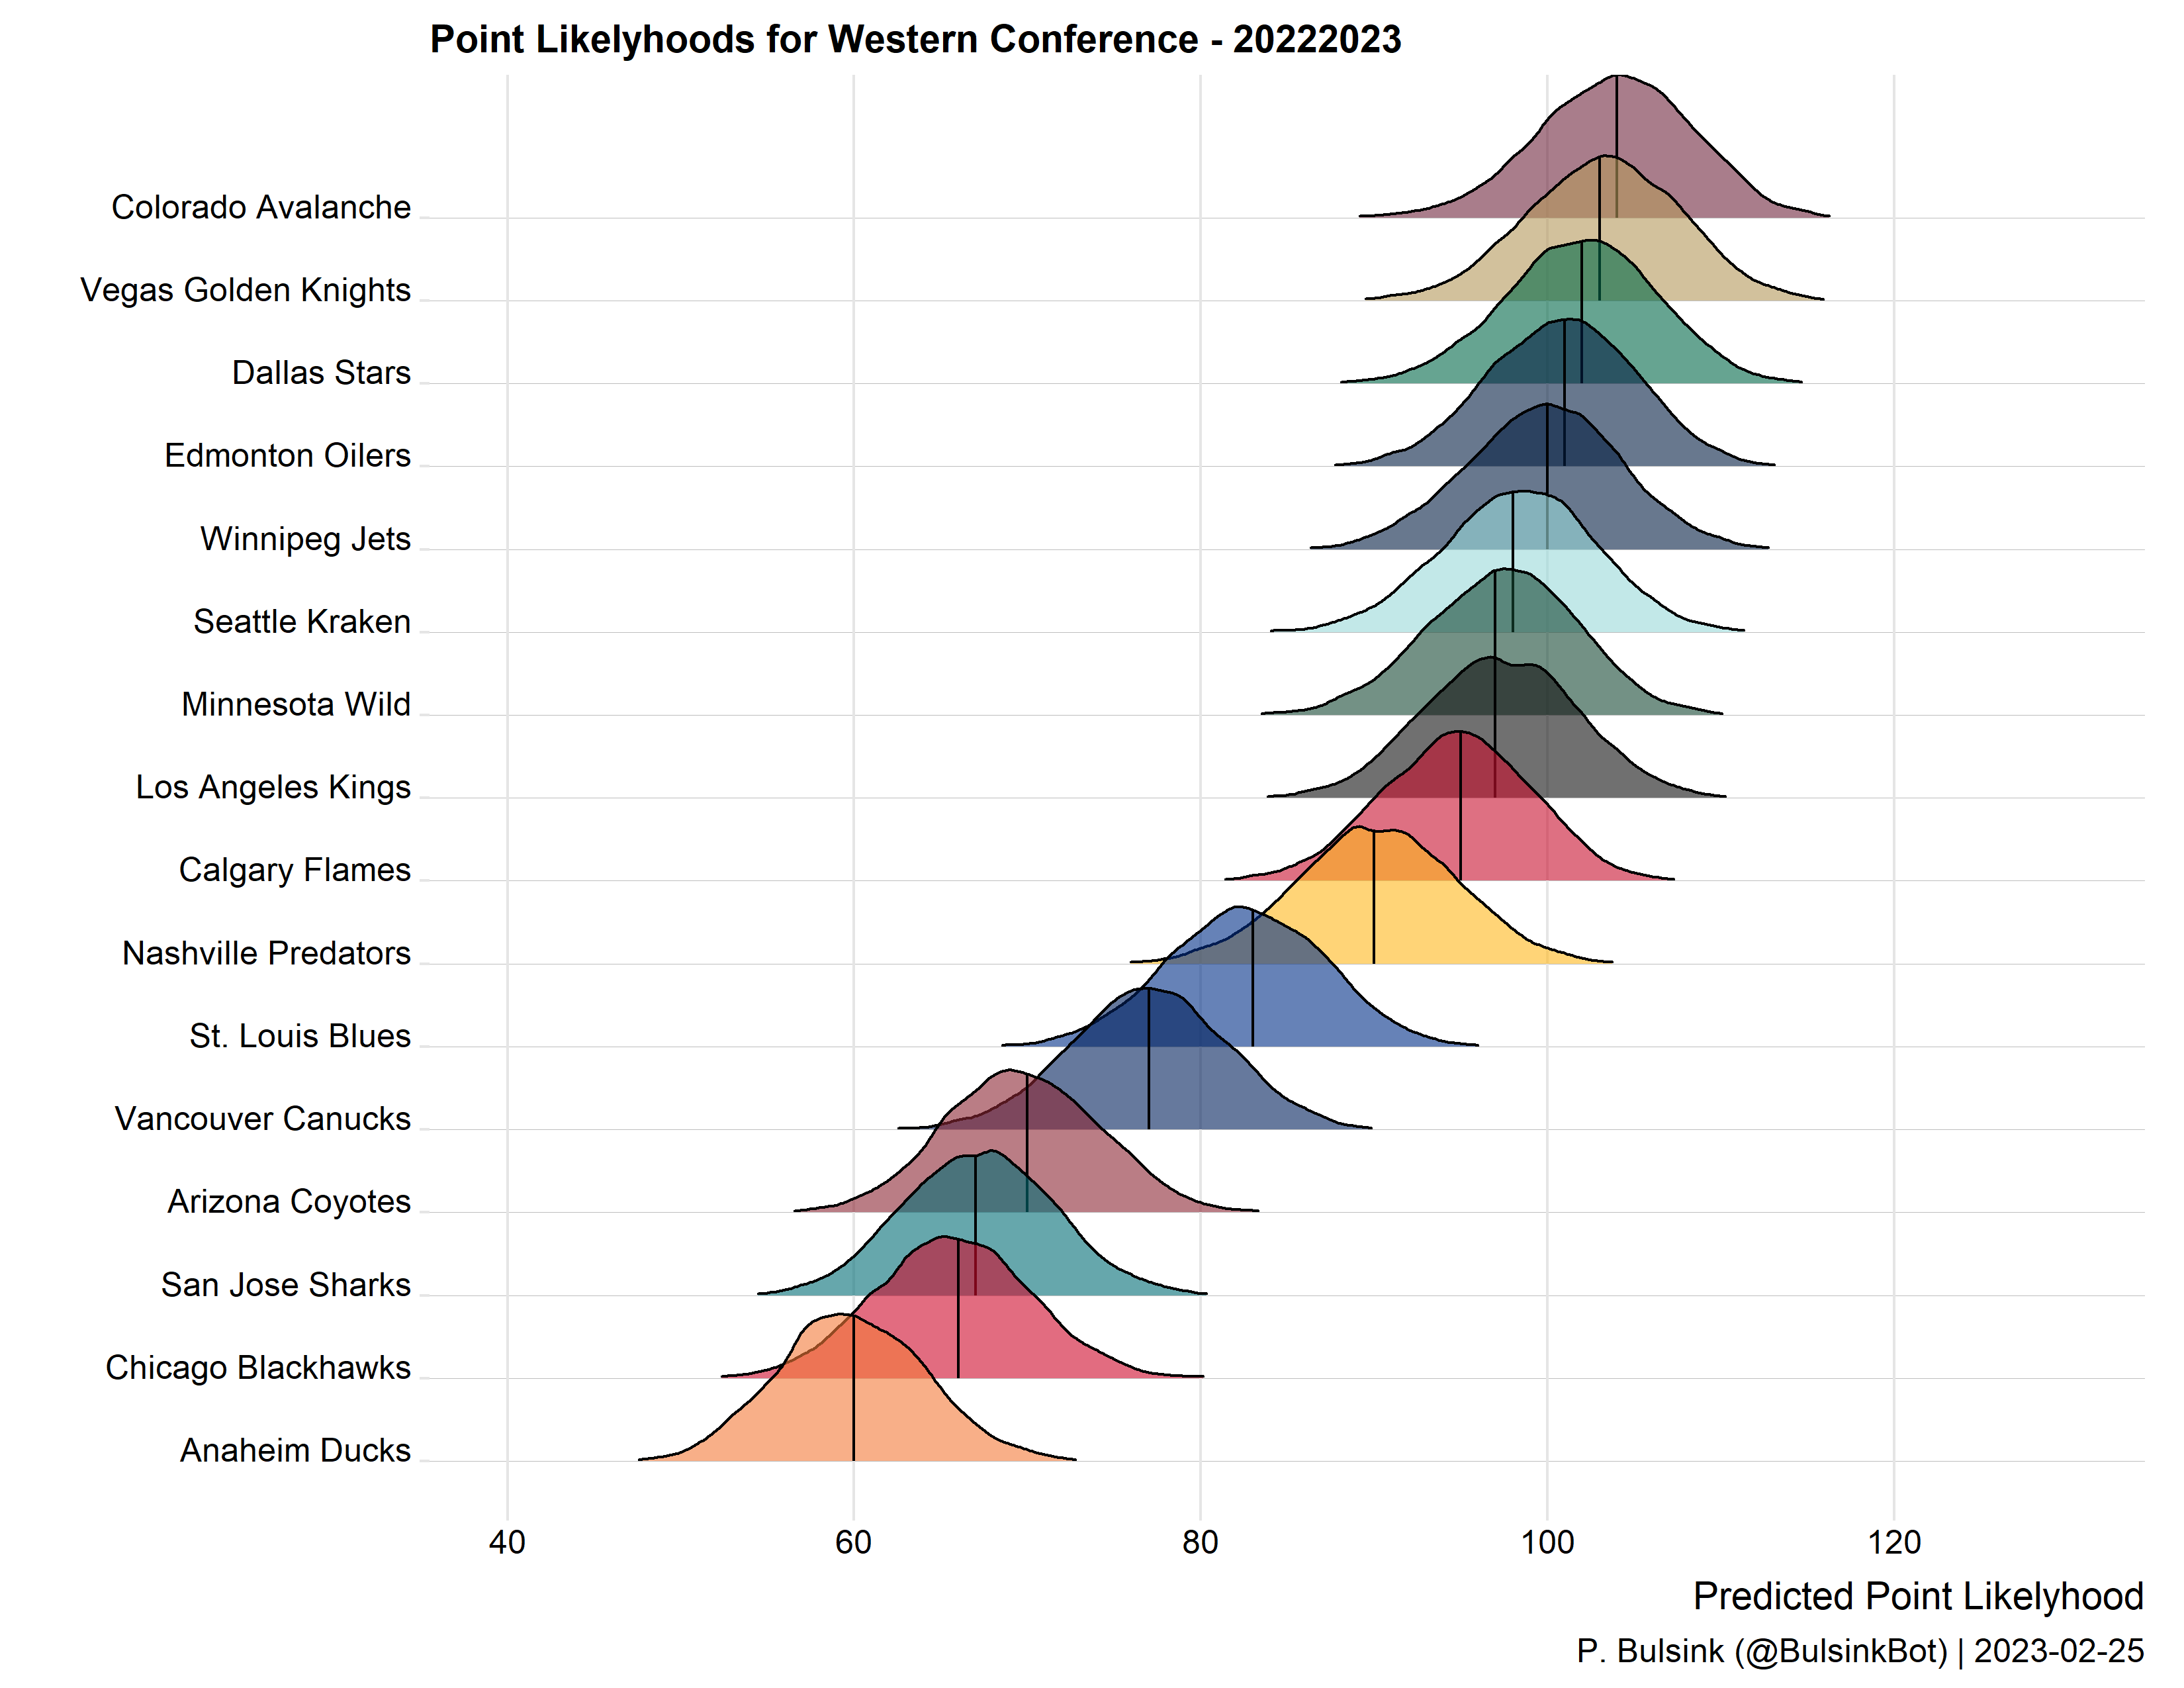 Point Likelyhoods for Western Conference - 20222023
Colorado Avalanche
Vegas Golden Knights
Dallas Stars
Edmonton Oilers
Winnipeg Jets
Seattle Kraken
Minnesota Wild
Los Angeles Kings
Calgary Flames
Nashville Predators
St. Louis Blues
Vancouver Canucks
Arizona Coyotes
San Jose Sharks
Chicago Blackhawks
Anaheim Ducks
40 60 80 100 120
Predicted Point Likelyhood
P. Bulsink (@BulsinkBot) | 2023-02-25